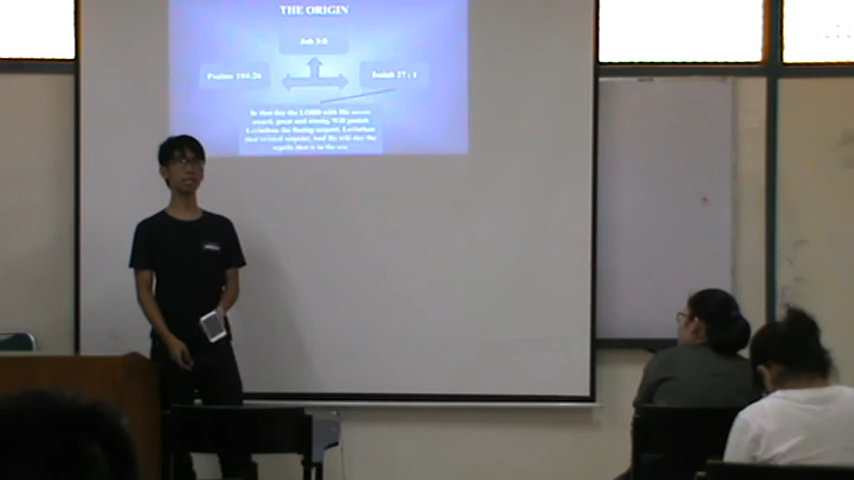 THE ORIGIN
Job 3:8
Psalms 104:26
Isaiah 27 : 1
In that day the LORD with His severe
sword, great and strong, Will punish
Leviathan the fleeing serpent, Leviathan
that twisted serpent; And He will slay the
reptile that is in the sea.